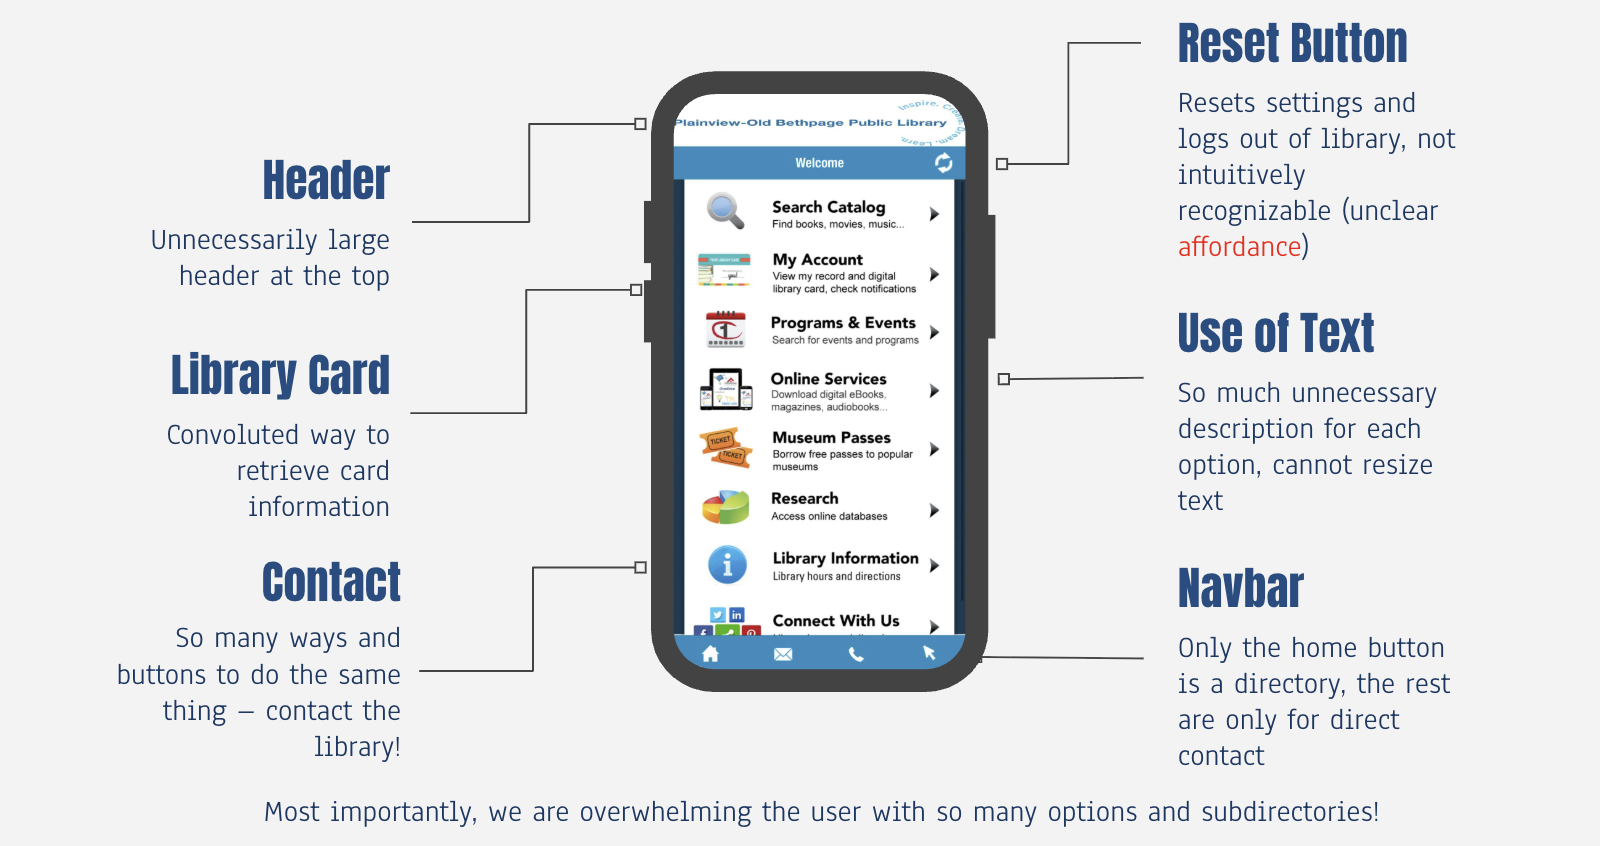 Header
Unnecessarily large
header at the top
Library Card
Convoluted way to
retrieve card
information
Contact
So many ways and
buttons to do the same
thing – contact the
library!
Inspire. Create. Dream. Learn.
Plainview-Old Bethpage Public Library
Welcome
Search Catalog
Find books, movies, music...
My Account
View my record and digital
library card, check notifications
1
Programs & Events
Search for events and programs
Online Services
Download digital eBooks,
magazines, audiobooks...
TICKET
TICKET
Museum Passes
Borrow free passes to popular
museums
Research
Access online databases
i
Library Information
Library hours and directions
in
f
Connect With Us
Reset Button
Resets settings and
logs out of library, not
intuitively
recognizable (unclear
affordance)
Use of Text
So much unnecessary
description for each
option, cannot resize
text
Navbar
Only the home button
is a directory, the rest
are only for direct
contact
Most importantly, we are overwhelming the user with so many options and subdirectories!